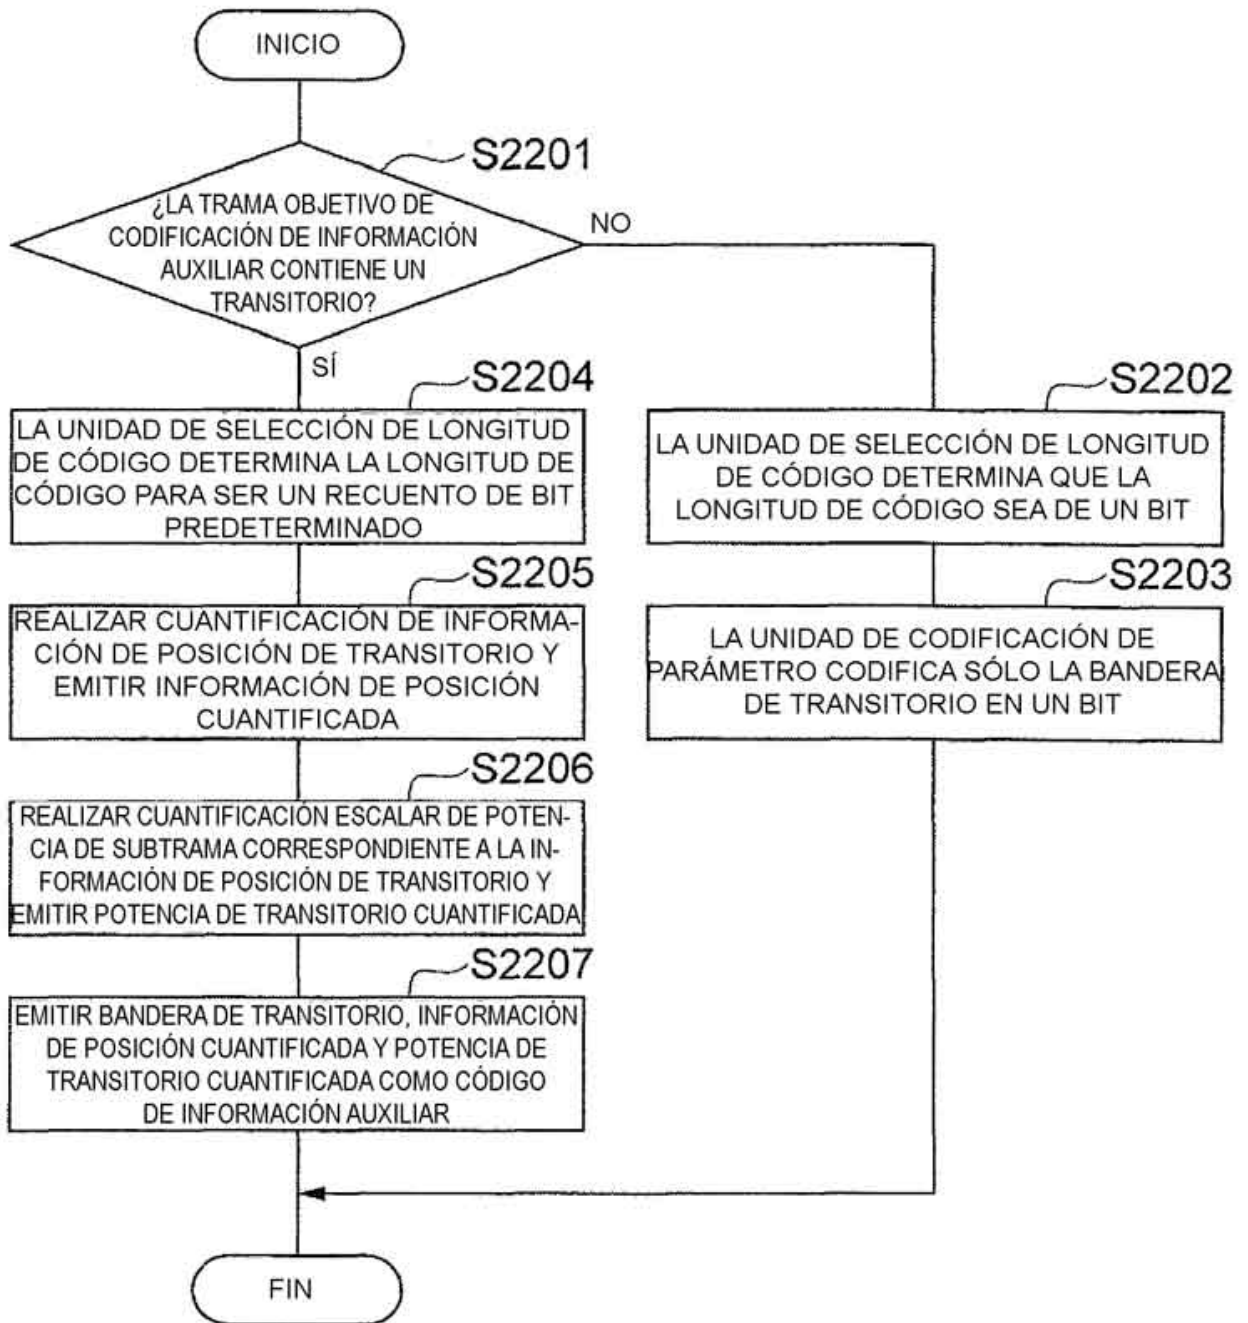 INICIO
S2201
¿LA TRAMA OBJETIVO DE
CODIFICACIÓN DE INFORMACIÓN
AUXILIAR CONTIENE UN
TRANSITORIO?
NO
SÍ
S2204
LA UNIDAD DE SELECCIÓN DE LONGITUD
DE CÓDIGO DETERMINA LA LONGITUD DE
CÓDIGO PARA SER UN RECUENTO DE BIT
PREDETERMINADO
S2202
LA UNIDAD DE SELECCIÓN DE LONGITUD
DE CÓDIGO DETERMINA QUE LA
LONGITUD DE CÓDIGO SEA DE UN BIT
S2205
REALIZAR CUANTIFICACIÓN DE INFORMA-
CIÓN DE POSICIÓN DE TRANSITORIO Y
EMITIR INFORMACIÓN DE POSICIÓN
CUANTIFICADA
S2203
LA UNIDAD DE CODIFICACIÓN DE
PARÁMETRO CODIFICA SÓLO LA BANDERA
DE TRANSITORIO EN UN BIT
S2206
REALIZAR CUANTIFICACIÓN ESCALAR DE POTEN-
CIA DE SUBTRAMA CORRESPONDIENTE A LA IN-
FORMACIÓN DE POSICIÓN DE TRANSITORIO Y
EMITIR POTENCIA DE TRANSITORIO CUANTIFICADA
S2207
EMITIR BANDERA DE TRANSITORIO, INFORMACIÓN
DE POSICIÓN CUANTIFICADA Y POTENCIA DE
TRANSITORIO CUANTIFICADA COMO CÓDIGO
DE INFORMACIÓN AUXILIAR
FIN